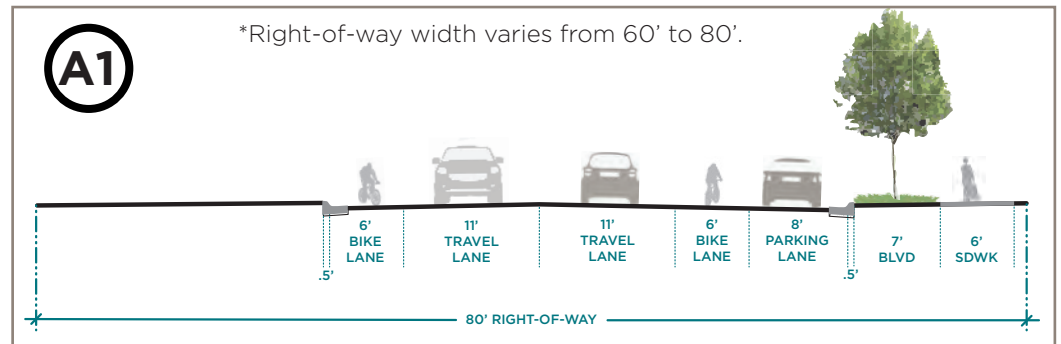 *Right-of-way width varies from 60’ to 80’.
A1
6’
BIKE
LANE
11’
TRAVEL
LANE
11’
TRAVEL
LANE
6’
BIKE
LANE
8’
PARKING
LANE
7’
BLVD
6’
SDWK
.5’
.5’
80’ RIGHT-OF-WAY